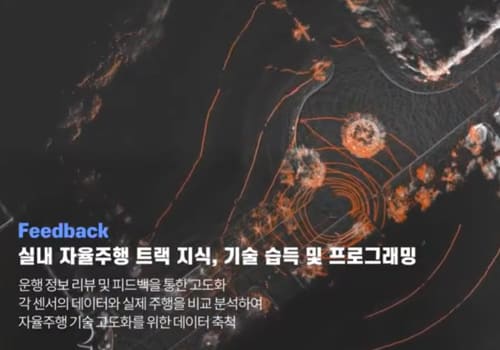 Feedback
실내 자율주행 트랙 지식, 기술 습득 및 프로그래밍
운행 정보 리뷰 및 피드백을 통한 고도화
각 센서의 데이터와 실제 주행을 비교 분석하여
자율주행 기술 고도화를 위한 데이터 축척